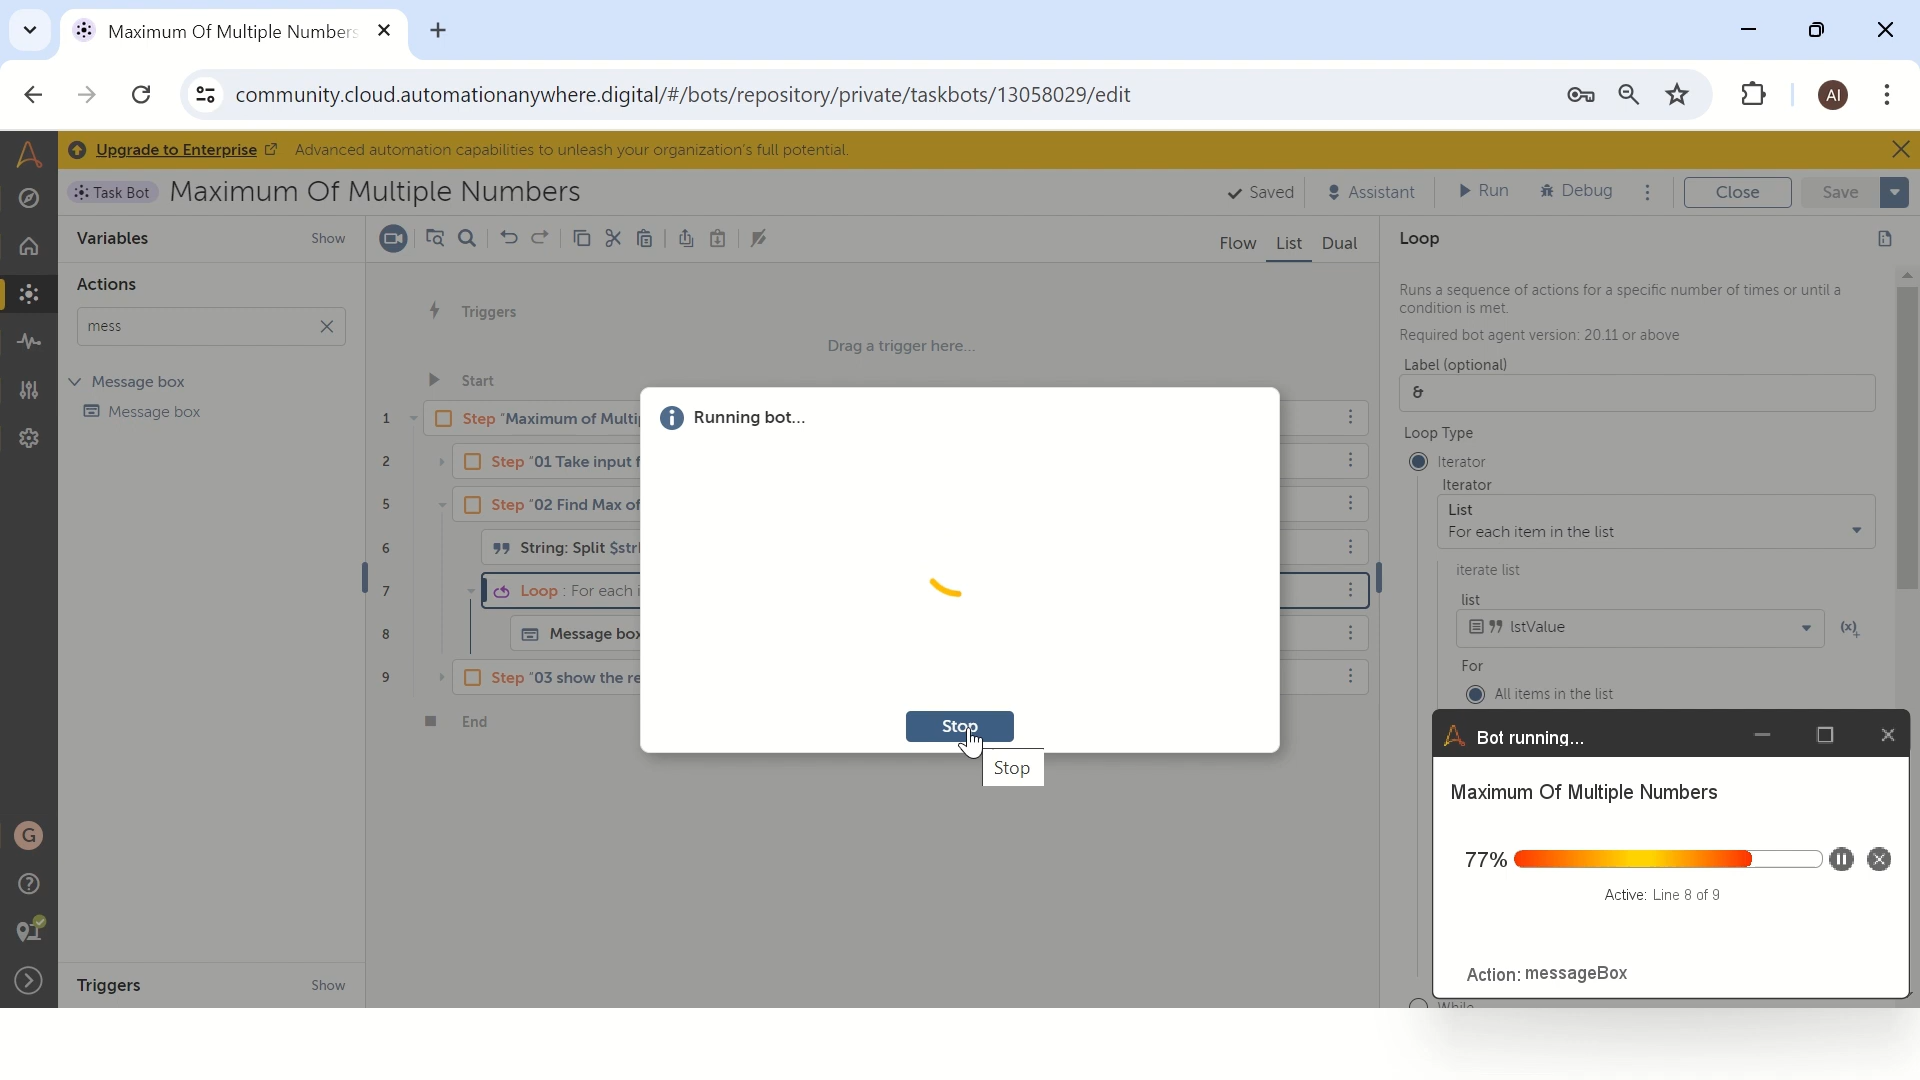 Maximum Of Multiple Numbers
community.cloud.automationanywhere.digital/#/bots/repository/private/taskbots/13058029/edit
AI
Upgrade to Enterprise
Advanced automation capabilities to unleash your organization's full potential.
Task Bot
Maximum Of Multiple Numbers
Saved
Assistant
Run
Debug
Close
Save
Variables
Show
Flow
List
Dual
Loop
Actions
mess
Message box
Message box
Triggers
Drag a trigger here...
Start
1
Step "Maximum of Multip
2
Step "01 Take input f
5
Step "02 Find Max of
6
String: Split
7
Loop : For each i
8
Message box
9
Step "03 show the re
End
Running bot...
Stop
Stop
Runs a sequence of actions for a specific number of times or until a
condition is met.
Required bot agent version: 20.11 or above
Label (optional)
&
Loop Type
Iterator
Iterator
List
For each item in the list
iterate list
list
lstValue
(x)+
For
All items in the list
While
Bot running...
Maximum Of Multiple Numbers
77%
Active: Line 8 of 9
Action: messageBox
G
Triggers
Show